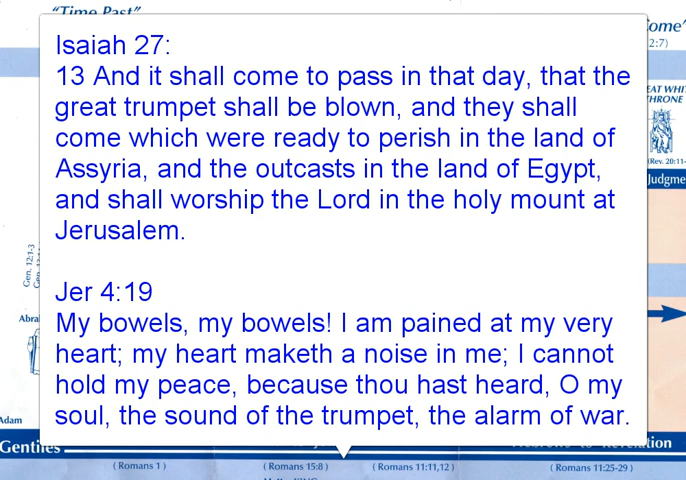 "Time Past"
Isaiah 27:
13 And it shall come to pass in that day, that the
great trumpet shall be blown, and they shall
come which were ready to perish in the land of
Assyria, and the outcasts in the land of Egypt,
and shall worship the Lord in the holy mount at
Jerusalem.
Jer 4:19
My bowels, my bowels! I am pained at my very
heart; my heart maketh a noise in me; I cannot
hold my peace, because thou hast heard, O my
soul, the sound of the trumpet, the alarm of war.
ome"
2:7)
EAT WHI
THRONE
(Rev. 20:11-
Judgme
Gen. 12:1-3
Gen.
Abra
Adam
Gentiles
to Revelation
( Romans 1 )
( Romans 15:8 )
( Romans 11:11,12 )
( Romans 11:25-29 )